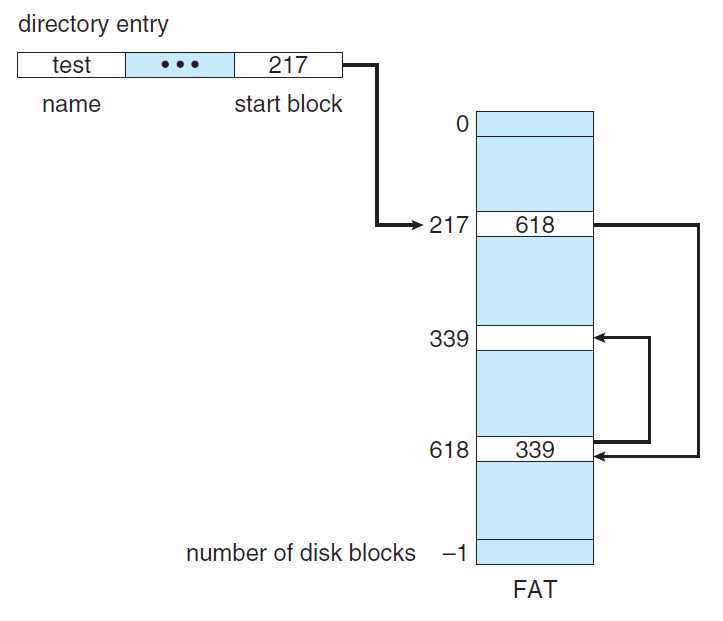 directory entry
test ••• 217
name start block
0
217 618
339
618 339
number of disk blocks –1
FAT